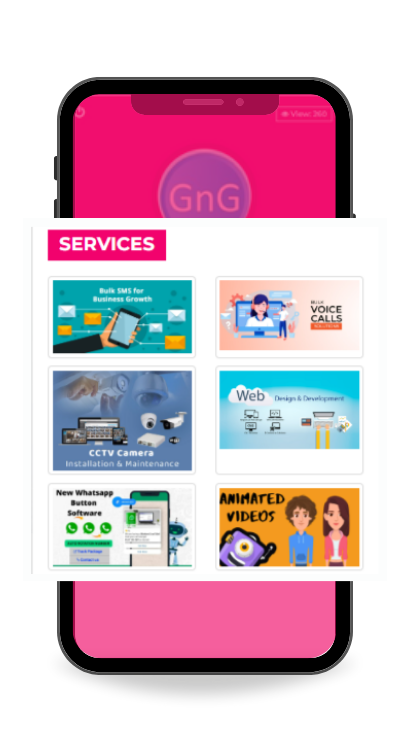 View: 360
GnG
SERVICES
Bulk SMS for
Business Growth
BULK
VOICE
CALLS
SOLUTIONS
CCTV Camera
Installation & Maintenance
Web Design & Development
New Whatsapp
Button
Software
ANIMATED
VIDEOS